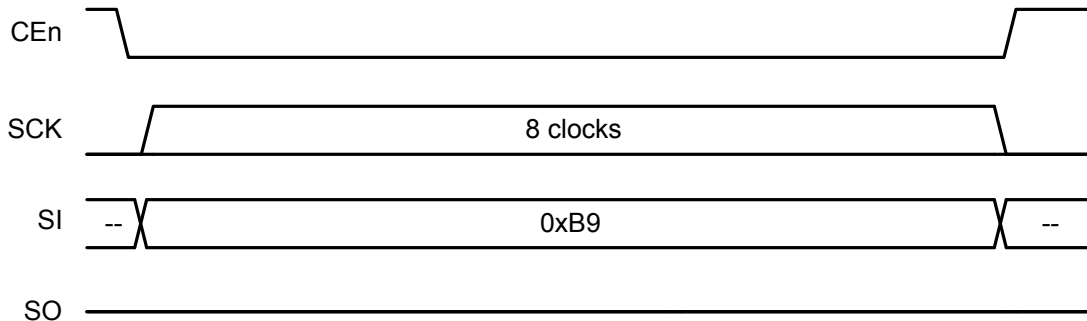 CEn
SCK 8 clocks
SI -- 0xB9 --
SO